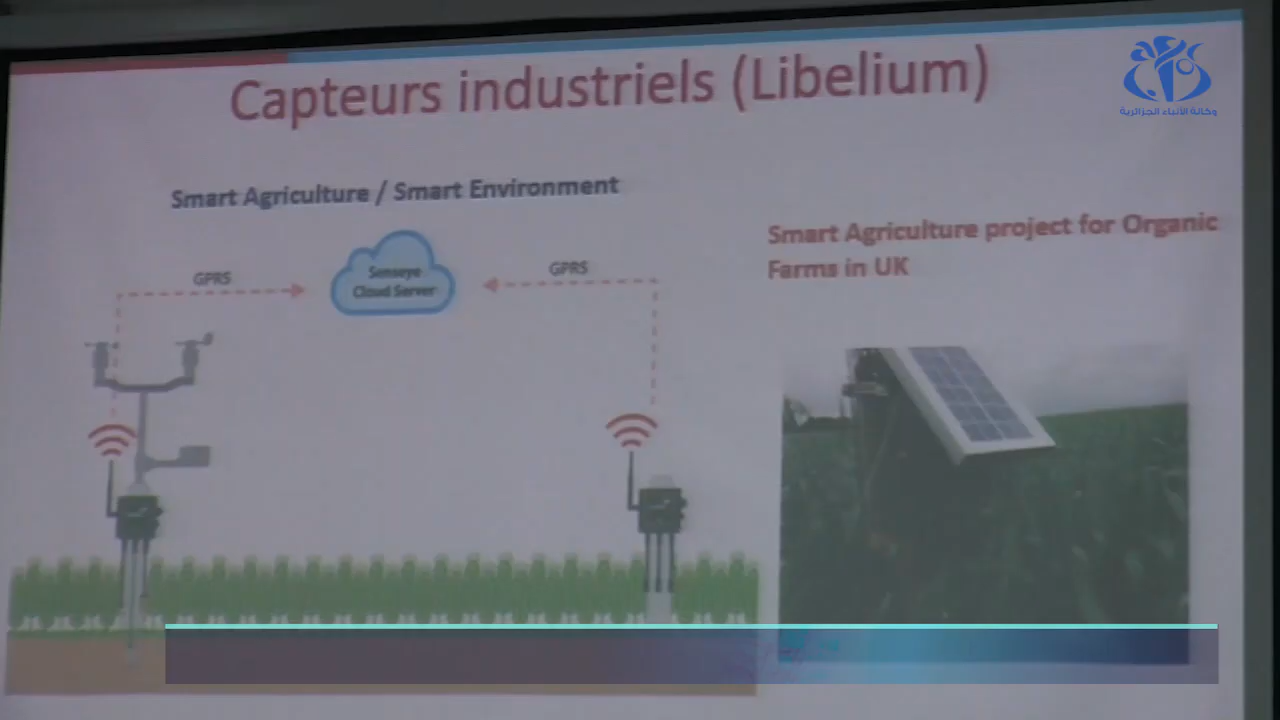 Capteurs industriels (Libelium)
وكالة الأنباء الجزائرية
Smart Agriculture / Smart Environment
Smart Agriculture project for Organic
Farms in UK
GPRS
Senseye
Cloud Server
GPRS